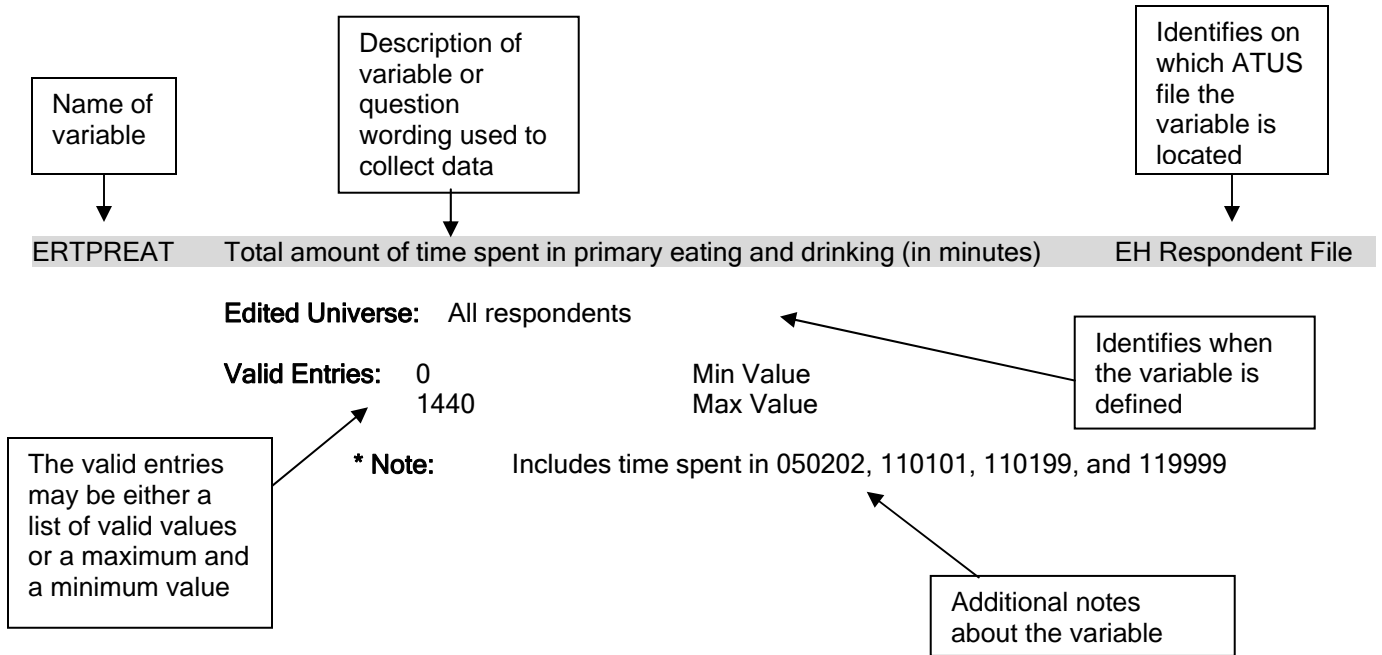 Name of
variable
Description of
variable or
question
wording used to
collect data
Identifies on
which ATUS
file the
variable is
located
ERTPREAT Total amount of time spent in primary eating and drinking (in minutes) EH Respondent File
Edited Universe: All respondents
Identifies when
the variable is
defined
Valid Entries: 0 Min Value
1440 Max Value
The valid entries
may be either a
list of valid values
or a maximum and
a minimum value
* Note: Includes time spent in 050202, 110101, 110199, and 119999
Additional notes
about the variable